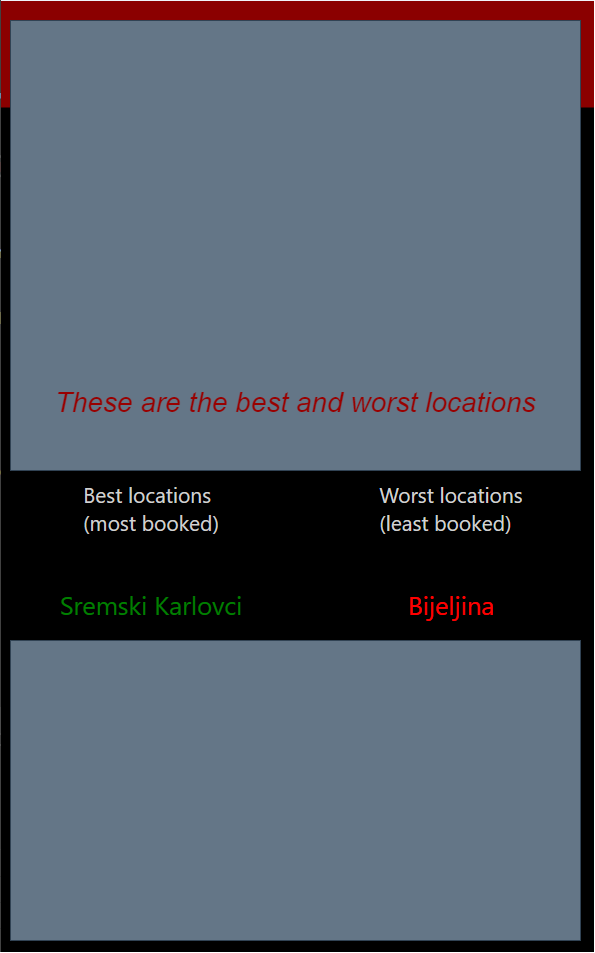 These are the best and worst locations
Best locations
(most booked)
Worst locations
(least booked)
Sremski Karlovci
Bijeljina